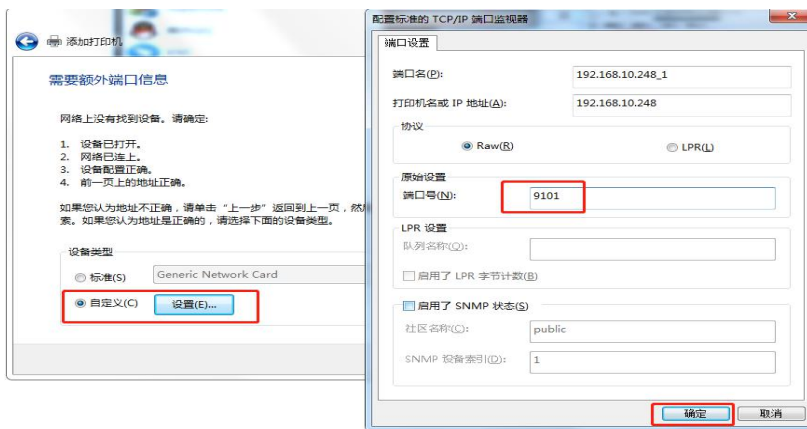 添加打印机
需要额外端口信息
网络上没有找到设备。请确定:
1. 设备已打开。
2. 网络已连上。
3. 设备配置正确。
4. 前一页上的地址正确。
如果您认为地址不正确，请单击“上一步”返回到上一页，然
索。如果您认为地址是正确的，请选择下面的设备类型。
设备类型
标准(S) Generic Network Card
自定义(C) 设置(E)...
配置标准的 TCP/IP 端口监视器
端口设置
端口名(P): 192.168.10.248_1
打印机名或 IP 地址(A): 192.168.10.248
协议
Raw(R) LPR(L)
原始设置
端口号(N): 9101
LPR 设置
队列名称(Q):
启用了 LPR 字节计数(B)
启用了 SNMP 状态(S)
社区名称(C): public
SNMP 设备索引(D): 1
确定 取消